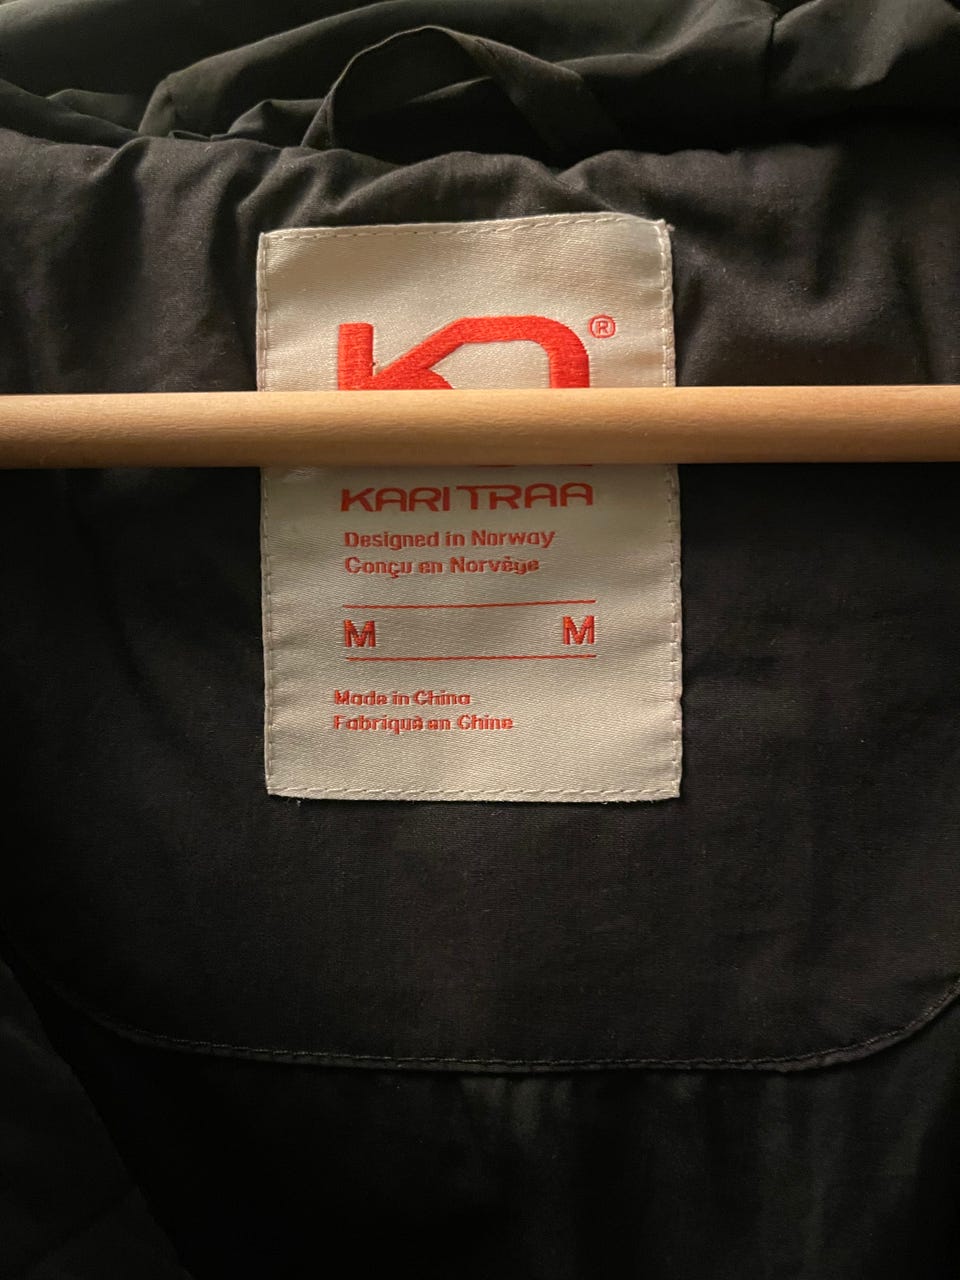 ®
KARI TRAA
Designed in Norway
Conçu en Norvège
M M
Made in China
Fabriqué en Chine